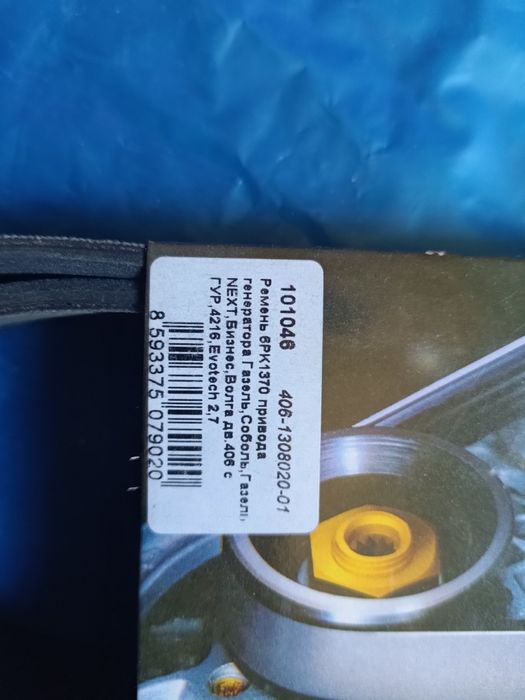 101046 406-1308020-01
Ремень 6РК1370 привода
генератора Газель,Соболь,Газель
NEXT,Бизнес,Волга дв.406 с
ГУР,4216,Evotech 2,7
8 593375 079020